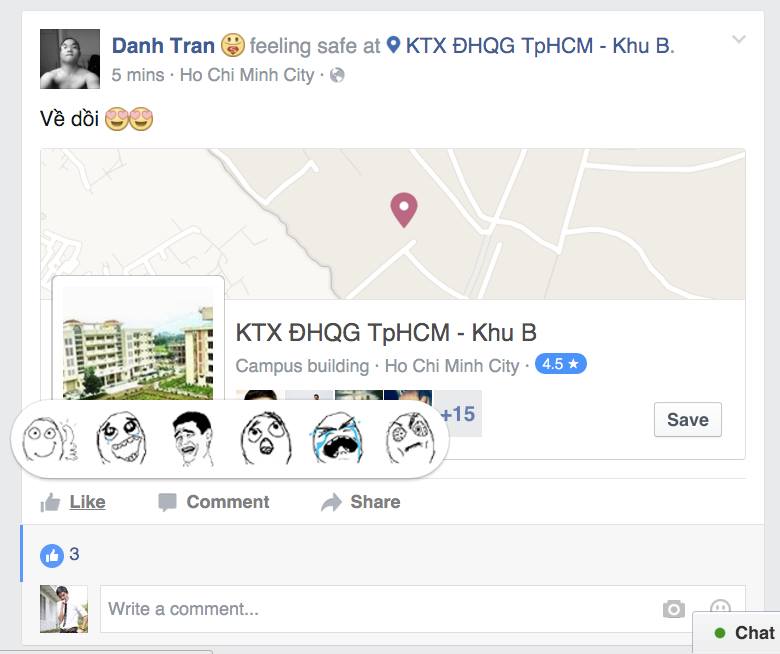 Danh Tran feeling safe at KTX ĐHQG TpHCM - Khu B.
5 mins · Ho Chi Minh City ·
Về dồi
KTX ĐHQG TpHCM - Khu B
Campus building · Ho Chi Minh City · 4.5 ★
+15
Save
Like Comment Share
3
Write a comment...
Chat